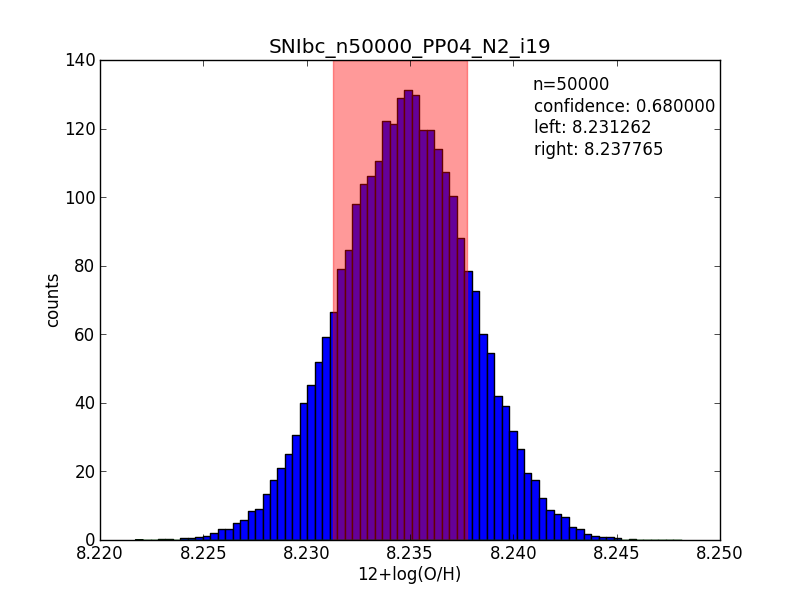 SNIbc_n50000_PP04_N2_i19
n=50000
confidence: 0.680000
left: 8.231262
right: 8.237765
counts
140
120
100
80
60
40
20
0
8.220 8.225 8.230 8.235 8.240 8.245 8.250
12+log(O/H)